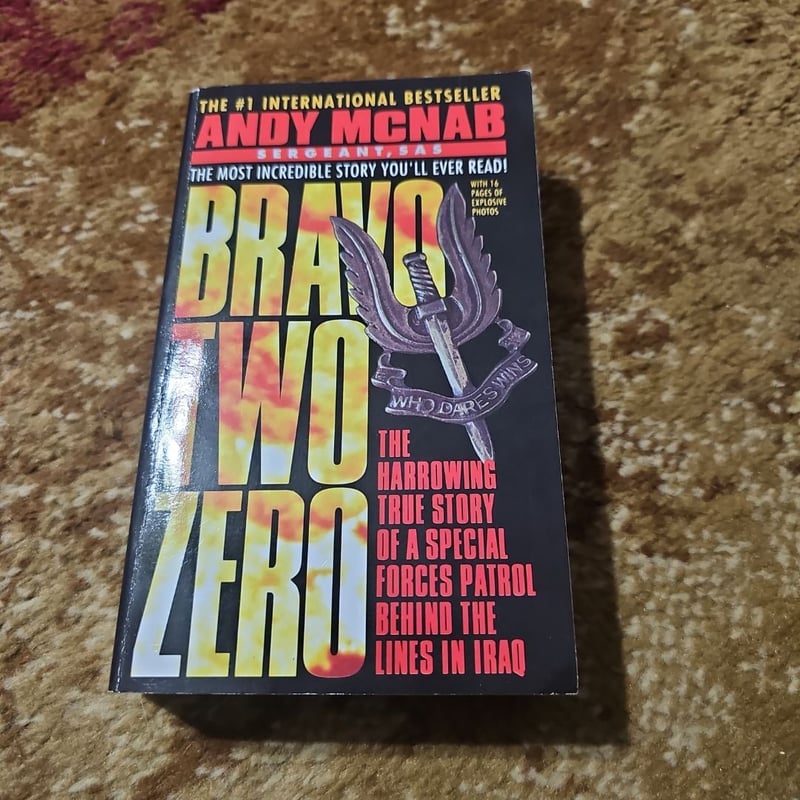 THE #1 INTERNATIONAL BESTSELLER
ANDY MCNAB
SERGEANT, SAS
THE MOST INCREDIBLE STORY YOU'LL EVER READ!
WITH 16
PAGES OF
EXPLOSIVE
PHOTOS
BRAVO
TWO
ZERO
WHO DARES WINS
THE
HARROWING
TRUE STORY
OF A SPECIAL
FORCES PATROL
BEHIND THE
LINES IN IRAQ